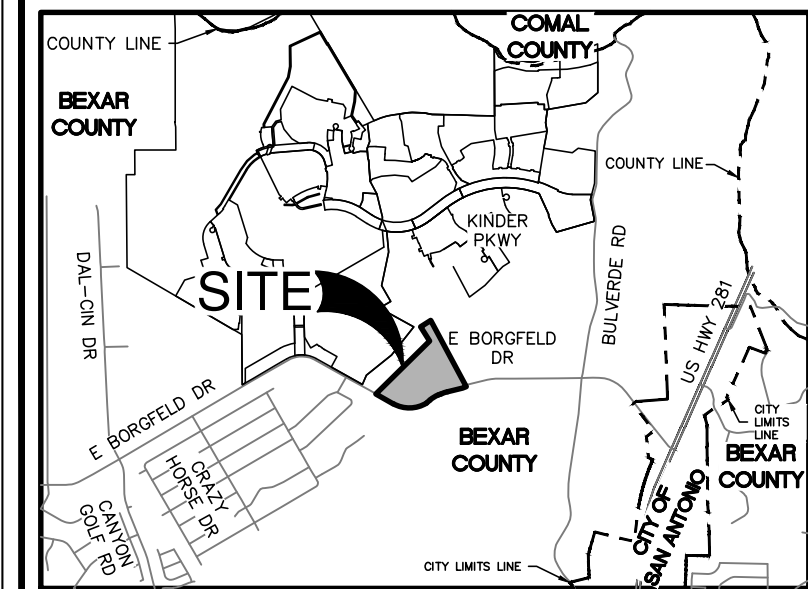 COMAL
COUNTY
COUNTY LINE
BEXAR
COUNTY
COUNTY LINE
KINDER
PKWY
DAL-CIN DR
SITE
BULVERDE RD
US HWY 281
E BORGFELD
DR
E BORGFELD DR
CITY
LIMITS
LINE
BEXAR
COUNTY
BEXAR
COUNTY
CRAZY
HORSE DR
CANYON
GOLF RD
CITY OF
SAN ANTONIO
CITY LIMITS LINE